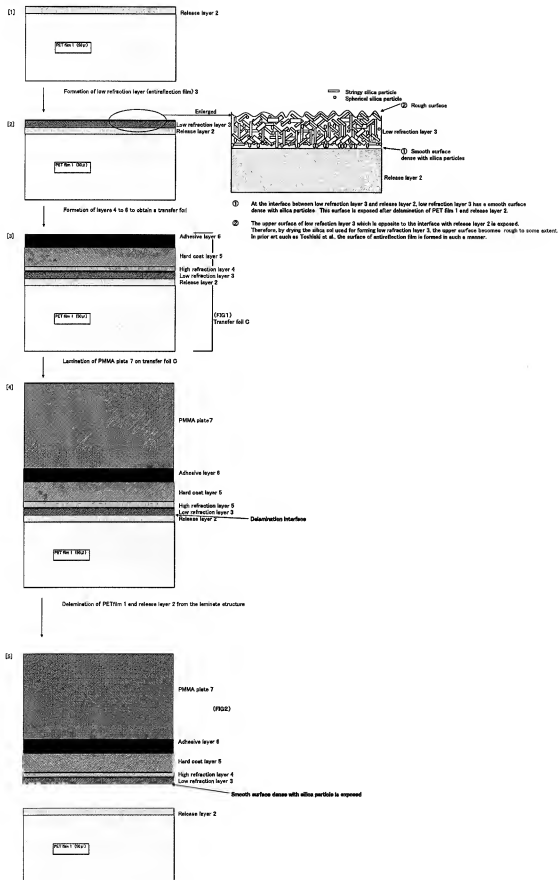 [1]
Release layer 2
PET film 1 (50μ)
Formation of low refraction layer (antireflection film) 3
Stringy silica particle
Spherical silica particle
② Rough surface
Enlarged
[2]
Low refraction layer 3
Release layer 2
Low refraction layer 3
① Smooth surface
dense with silica particles
PET film 1 (50μ)
Release layer 2
Formation of layers 4 to 6 to obtain a transfer foil
① At the interface between low refraction layer 3 and release layer 2, low refraction layer 3 has a smooth surface
dense with silica particles. This surface is exposed after delamination of PET film 1 and release layer 2.
② The upper surface of low refraction layer 3 which is opposite to the interface with release layer 2 is exposed.
Therefore, by drying the silica sol used for forming low refraction layer 3, the upper surface becomes rough to some extent.
In prior art such as Toshiaki et al., the surface of antireflection film is formed in such a manner.
[3]
Adhesive layer 6
Hard coat layer 5
High refraction layer 4
Low refraction layer 3
Release layer 2
PET film 1 (50μ)
(FIG1)
Transfer foil C
Lamination of PMMA plate 7 on transfer foil C
[4]
PMMA plate 7
Adhesive layer 6
Hard coat layer 5
High refraction layer 5
Low refraction layer 3
Release layer 2
Delamination interface
PET film 1 (50μ)
Delamination of PETfilm 1 and release layer 2 from the laminate structure
[5]
PMMA plate 7
(FIG2)
Adhesive layer 6
Hard coat layer 5
High refraction layer 4
Low refraction layer 3
Smooth surface dense with silica particle is exposed
Release layer 2
PET film 1 (50μ)